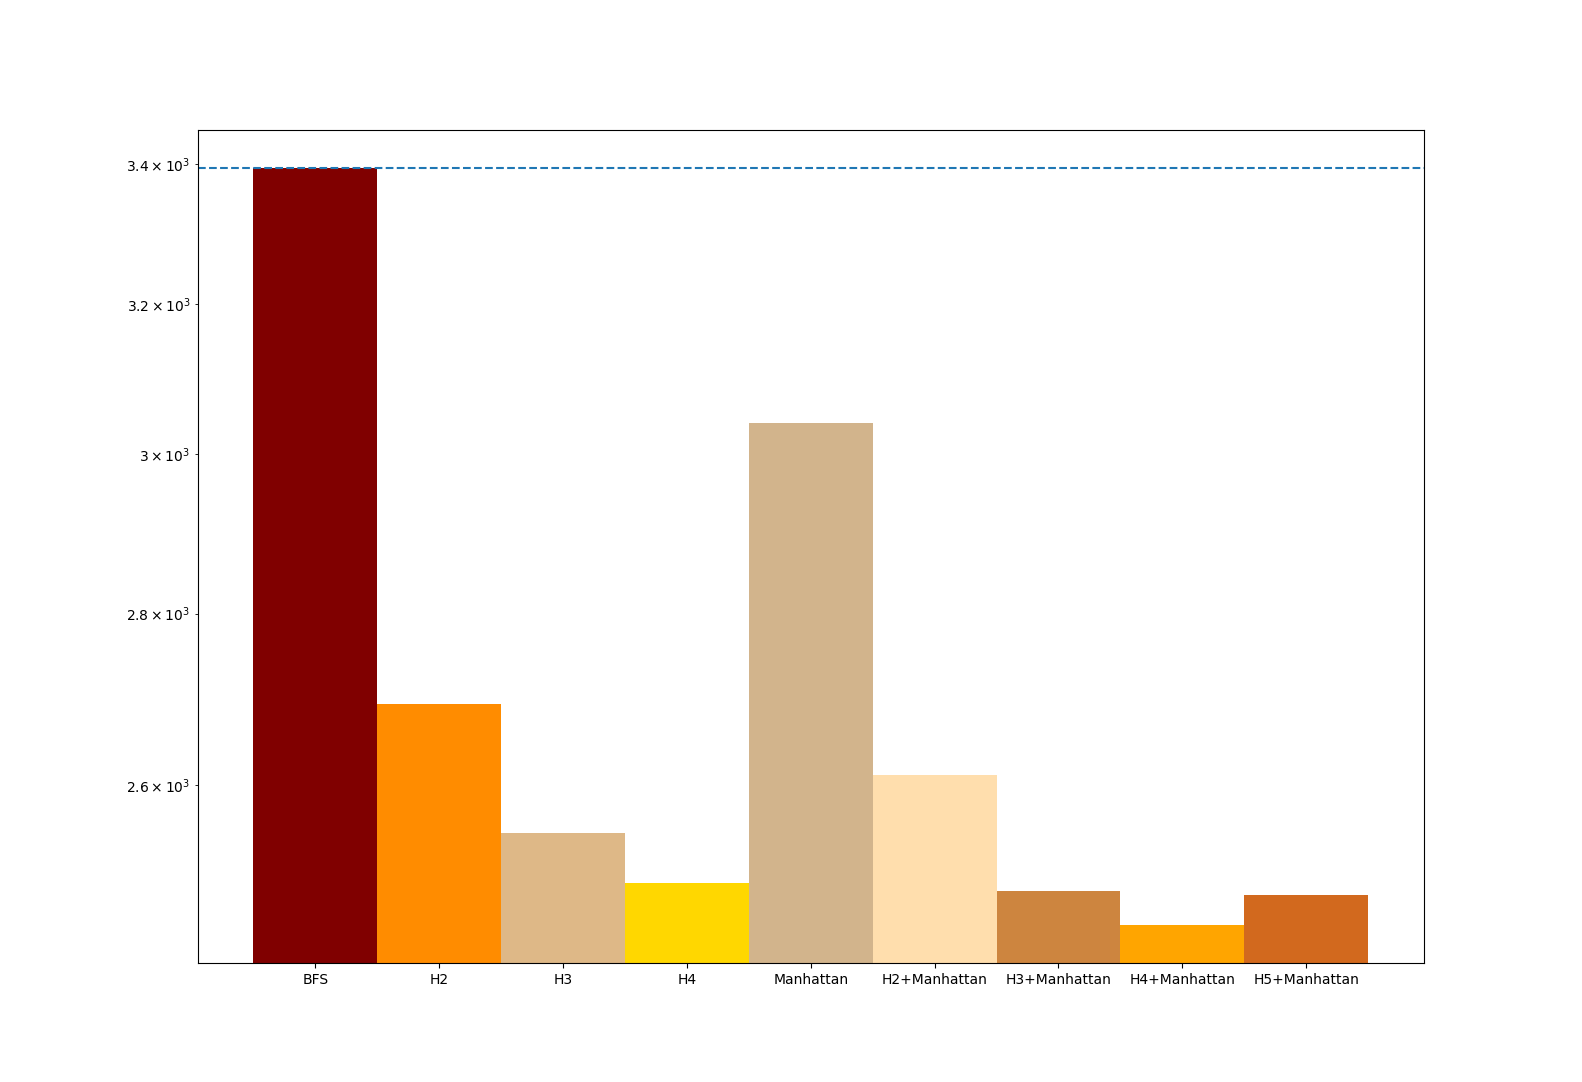 3.4 × 10³
3.2 × 10³
3 × 10³
2.8 × 10³
2.6 × 10³
BFS H2 H3 H4 Manhattan H2+Manhattan H3+Manhattan H4+Manhattan H5+Manhattan